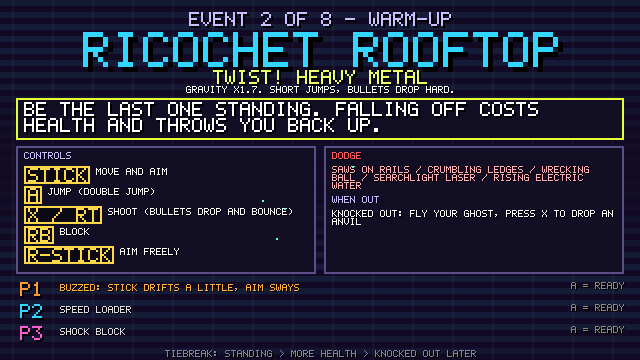 EVENT 2 OF 8 - WARM-UP
RICOCHET ROOFTOP
TWIST! HEAVY METAL
GRAVITY X1.7. SHORT JUMPS, BULLETS DROP HARD.
BE THE LAST ONE STANDING. FALLING OFF COSTS
HEALTH AND THROWS YOU BACK UP.
CONTROLS
STICK MOVE AND AIM
A JUMP (DOUBLE JUMP)
X / RT SHOOT (BULLETS DROP AND BOUNCE)
RB BLOCK
R-STICK AIM FREELY
DODGE
SAWS ON RAILS / CRUMBLING LEDGES / WRECKING
BALL / SEARCHLIGHT LASER / RISING ELECTRIC
WATER
WHEN OUT
KNOCKED OUT: FLY YOUR GHOST, PRESS X TO DROP AN
ANVIL
P1 BUZZED: STICK DRIFTS A LITTLE, AIM SWAYS A = READY
P2 SPEED LOADER A = READY
P3 SHOCK BLOCK A = READY
TIEBREAK: STANDING > MORE HEALTH > KNOCKED OUT LATER